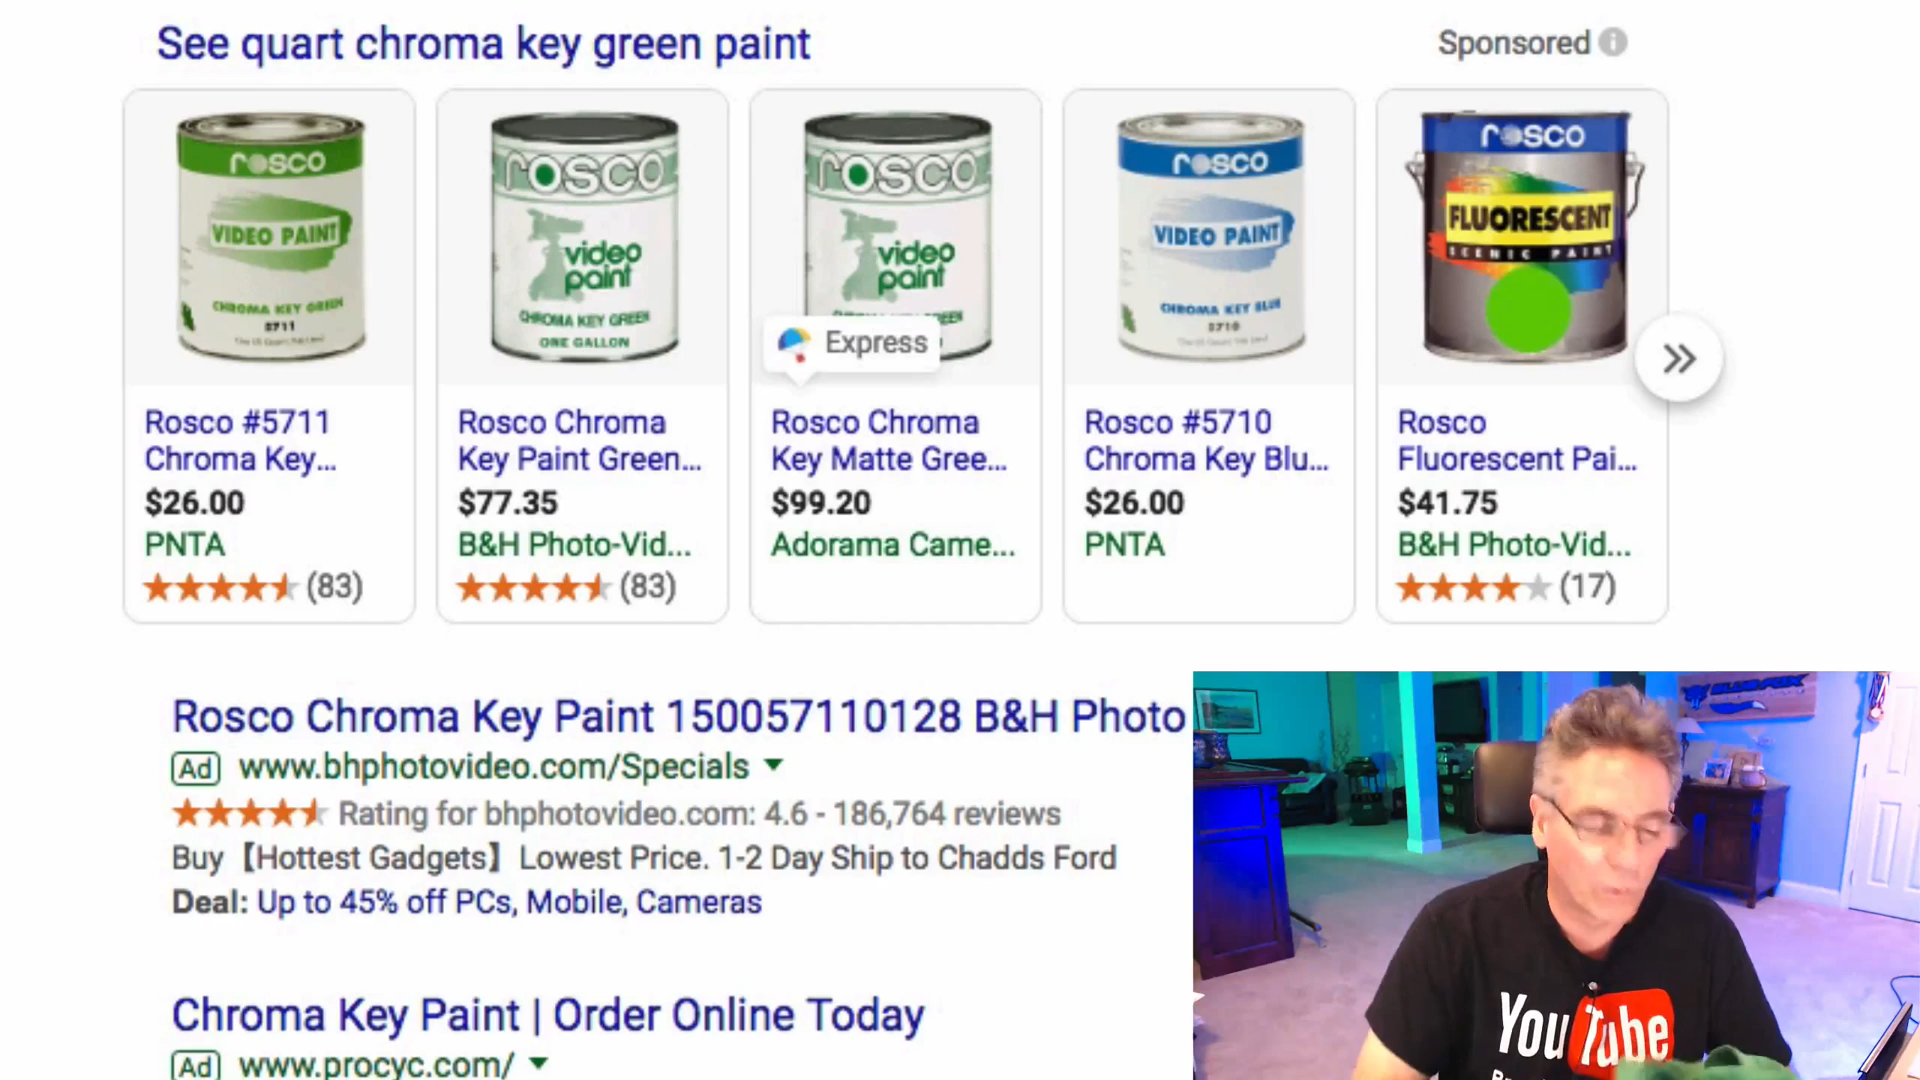 See quart chroma key green paint
Sponsored
rosco
VIDEO PAINT
CHROMA KEY GREEN
5711
rosco
video
paint
CHROMA KEY GREEN
ONE GALLON
rosco
video
paint
Express
rosco
VIDEO PAINT
CHROMA KEY BLUE
5710
rosco
FLUORESCENT
SCENIC PAINT
Rosco #5711
Chroma Key...
$26.00
PNTA
(83)
Rosco Chroma
Key Paint Green...
$77.35
B&H Photo-Vid...
(83)
Rosco Chroma
Key Matte Gree...
$99.20
Adorama Came...
Rosco #5710
Chroma Key Blu...
$26.00
PNTA
Rosco
Fluorescent Pai...
$41.75
B&H Photo-Vid...
(17)
Rosco Chroma Key Paint 150057110128 B&H Photo
Ad www.bhphotovideo.com/Specials
Rating for bhphotovideo.com: 4.6 - 186,764 reviews
Buy【Hottest Gadgets】Lowest Price. 1-2 Day Ship to Chadds Ford
Deal: Up to 45% off PCs, Mobile, Cameras
Chroma Key Paint | Order Online Today
Ad www.procyc.com/
YouTube